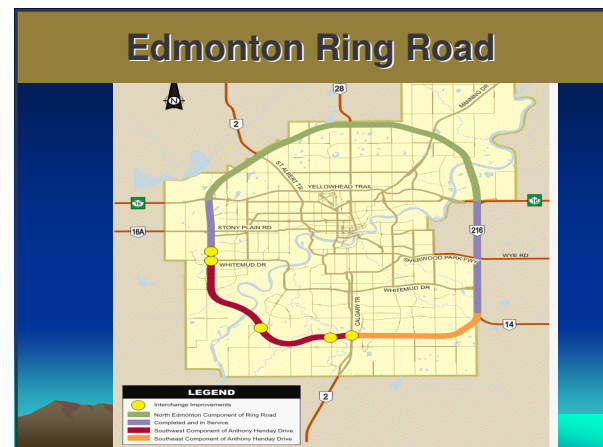 Edmonton Ring Road
N
28
2
MANNING DR
ST ALBERT TR
YELLOWHEAD TRAIL
16
16
16A
STONY PLAIN RD
216
WYE RD
SHERWOOD PARK FWY
WHITEMUD DR
WHITEMUD DR
CALGARY TR
14
2
LEGEND
Interchange Improvements
North Edmonton Component of Ring Road
Completed and in Service
Southwest Component of Anthony Henday Drive
Southeast Component of Anthony Henday Drive